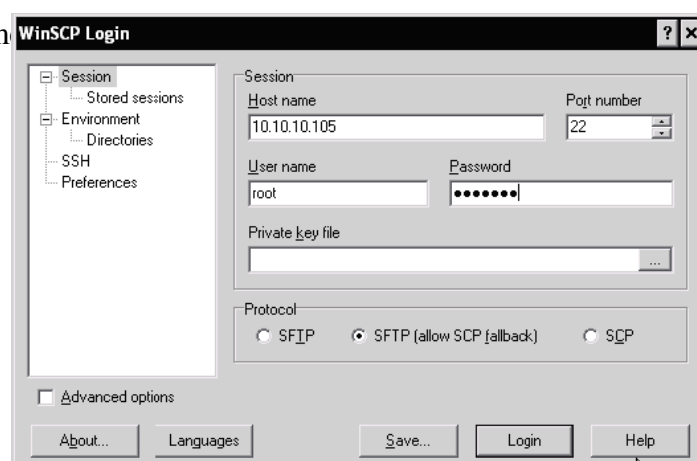 WinSCP Login
Session
Stored sessions
Environment
Directories
SSH
Preferences
Session
Host name
Port number
10.10.10.105
22
User name
Password
root
●●●●●●●
Private key file
...
Protocol
SFTP
SFTP (allow SCP fallback)
SCP
Advanced options
About...
Languages
Save...
Login
Help